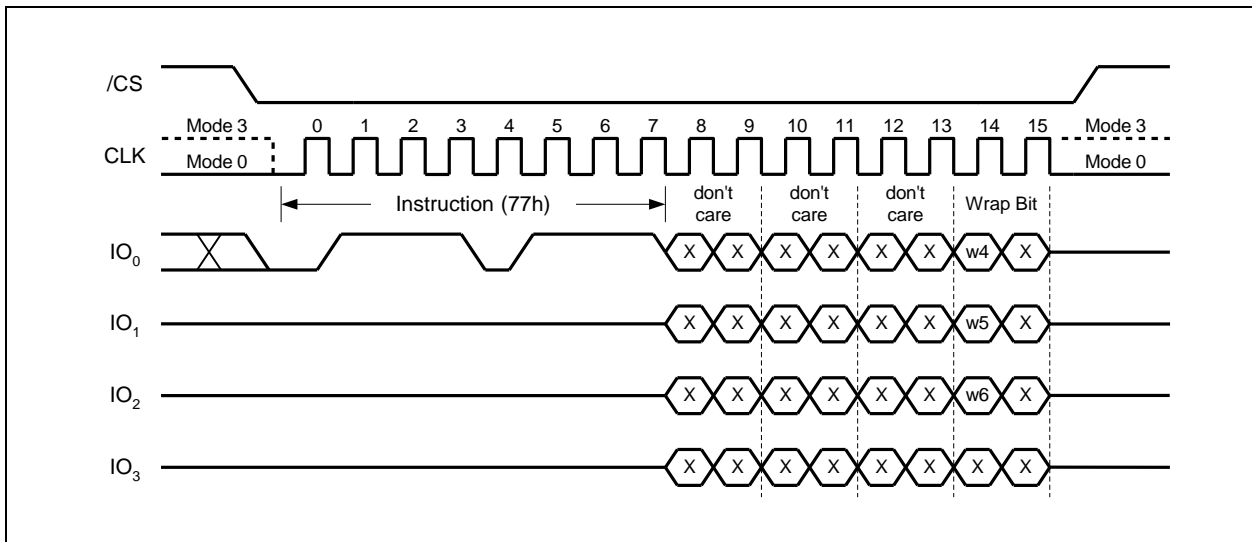 /CS
Mode 3 0 1 2 3 4 5 6 7 8 9 10 11 12 13 14 15 Mode 3
CLK
Mode 0 Mode 0
Instruction (77h) don't care don't care don't care Wrap Bit
IO0 X X X X X X w4 X
IO1 X X X X X X w5 X
IO2 X X X X X X w6 X
IO3 X X X X X X X X